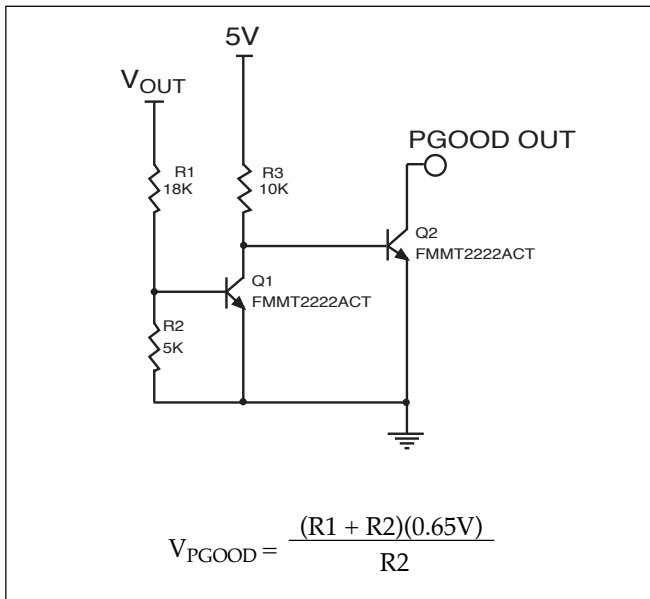 5V
VOUT
PGOOD OUT
R1
18K
R3
10K
Q2
FMMT2222ACT
Q1
FMMT2222ACT
R2
5K
VPGOOD = (R1 + R2)(0.65V)
R2